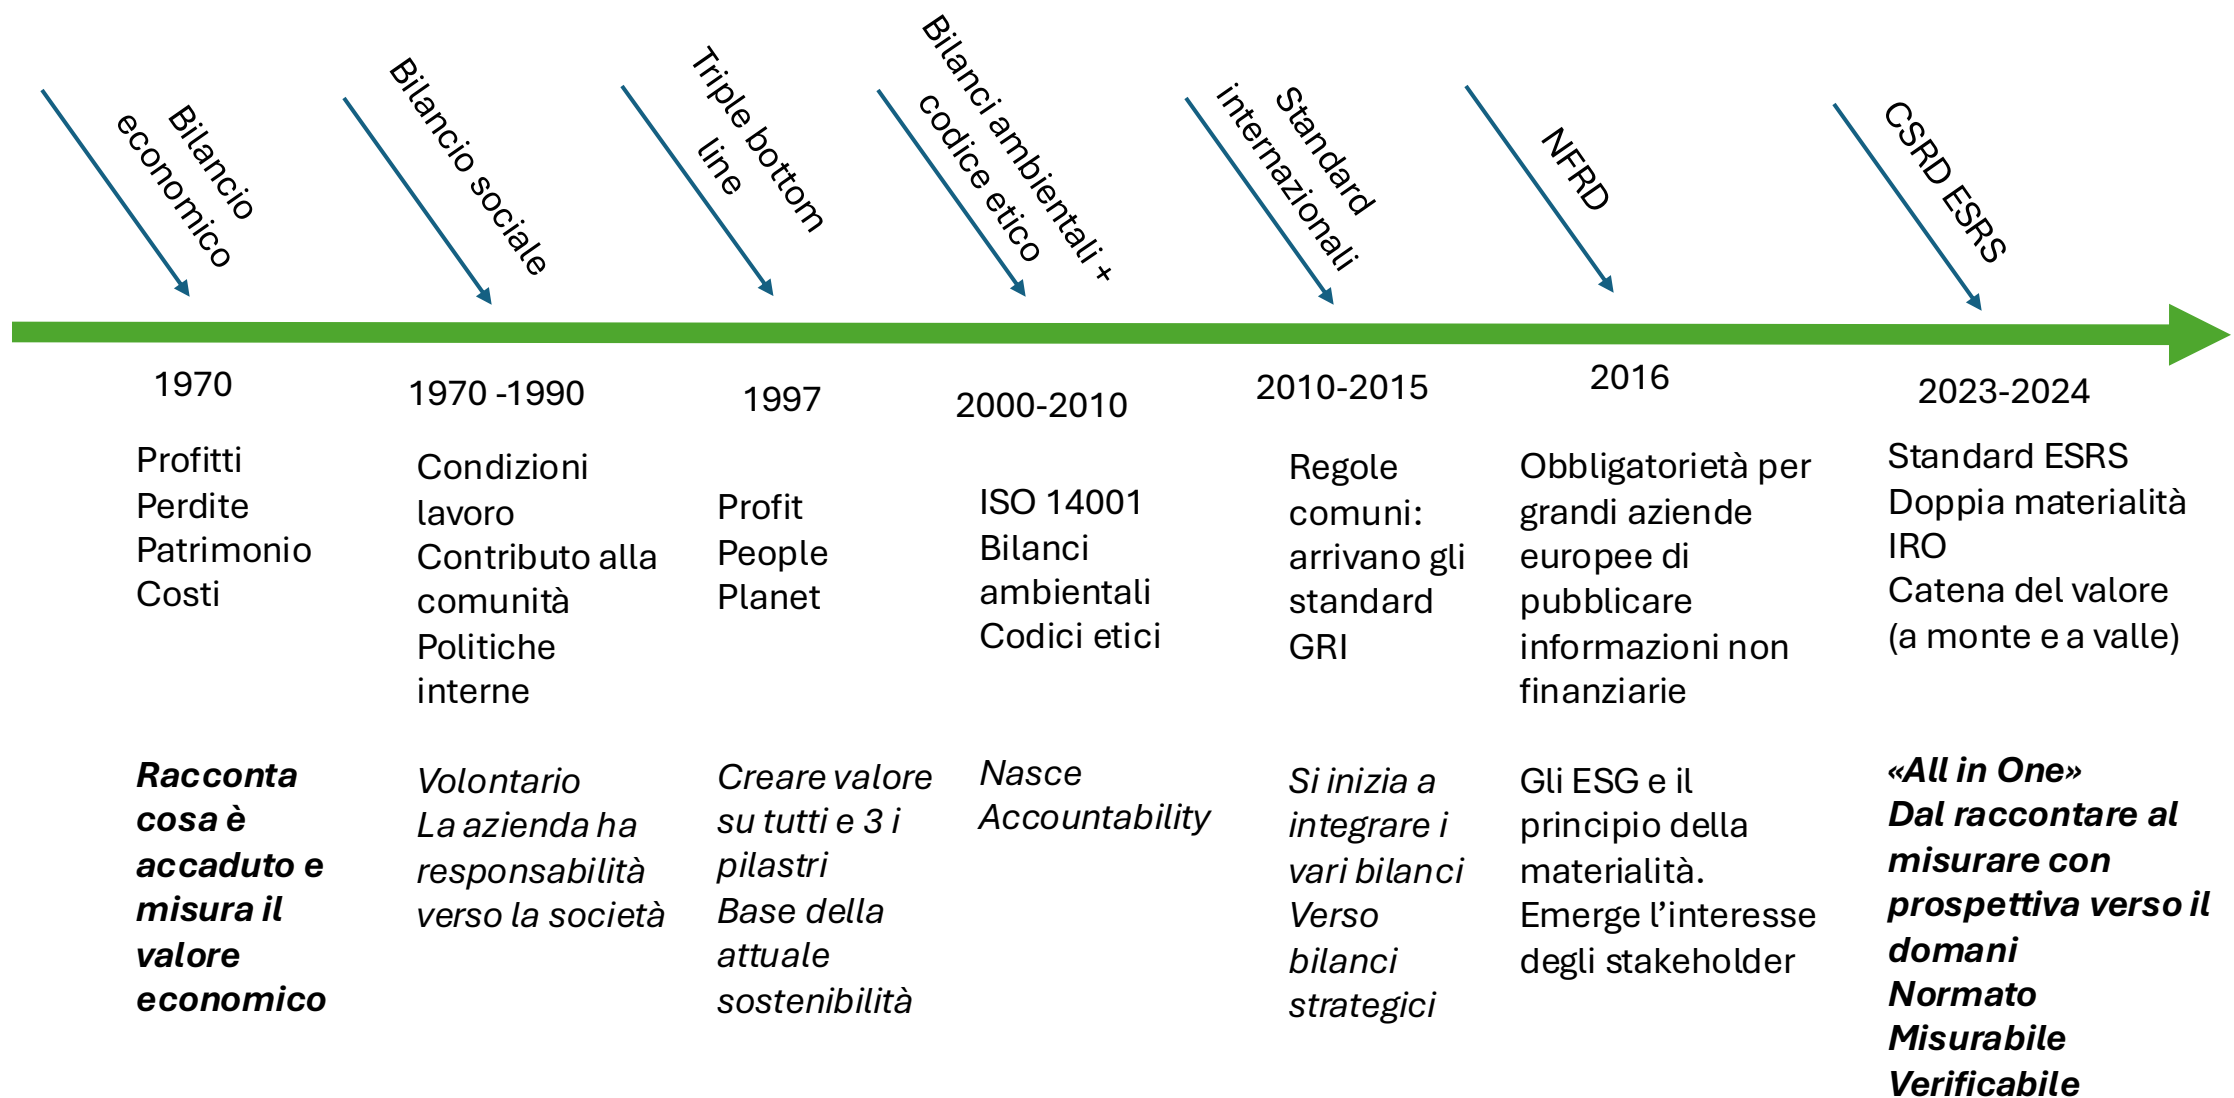 Bilancio
economico
Bilancio sociale
Triple bottom
line
Bilanci ambientali +
codice etico
Standard
internazionali
NFRD
CSRD ESRS
1970
1970 -1990
1997
2000-2010
2010-2015
2016
2023-2024
Profitti
Perdite
Patrimonio
Costi
Condizioni
lavoro
Contributo alla
comunità
Politiche
interne
Profit
People
Planet
ISO 14001
Bilanci
ambientali
Codici etici
Regole
comuni:
arrivano gli
standard
GRI
Obbligatorietà per
grandi aziende
europee di
pubblicare
informazioni non
finanziarie
Standard ESRS
Doppia materialità
IRO
Catena del valore
(a monte e a valle)
Racconta
cosa è
accaduto e
misura il
valore
economico
Volontario
La azienda ha
responsabilità
verso la società
Creare valore
su tutti e 3 i
pilastri
Base della
attuale
sostenibilità
Nasce
Accountability
Si inizia a
integrare i
vari bilanci
Verso
bilanci
strategici
Gli ESG e il
principio della
materialità.
Emerge l’interesse
degli stakeholder
«All in One»
Dal raccontare al
misurare con
prospettiva verso il
domani
Normato
Misurabile
Verificabile